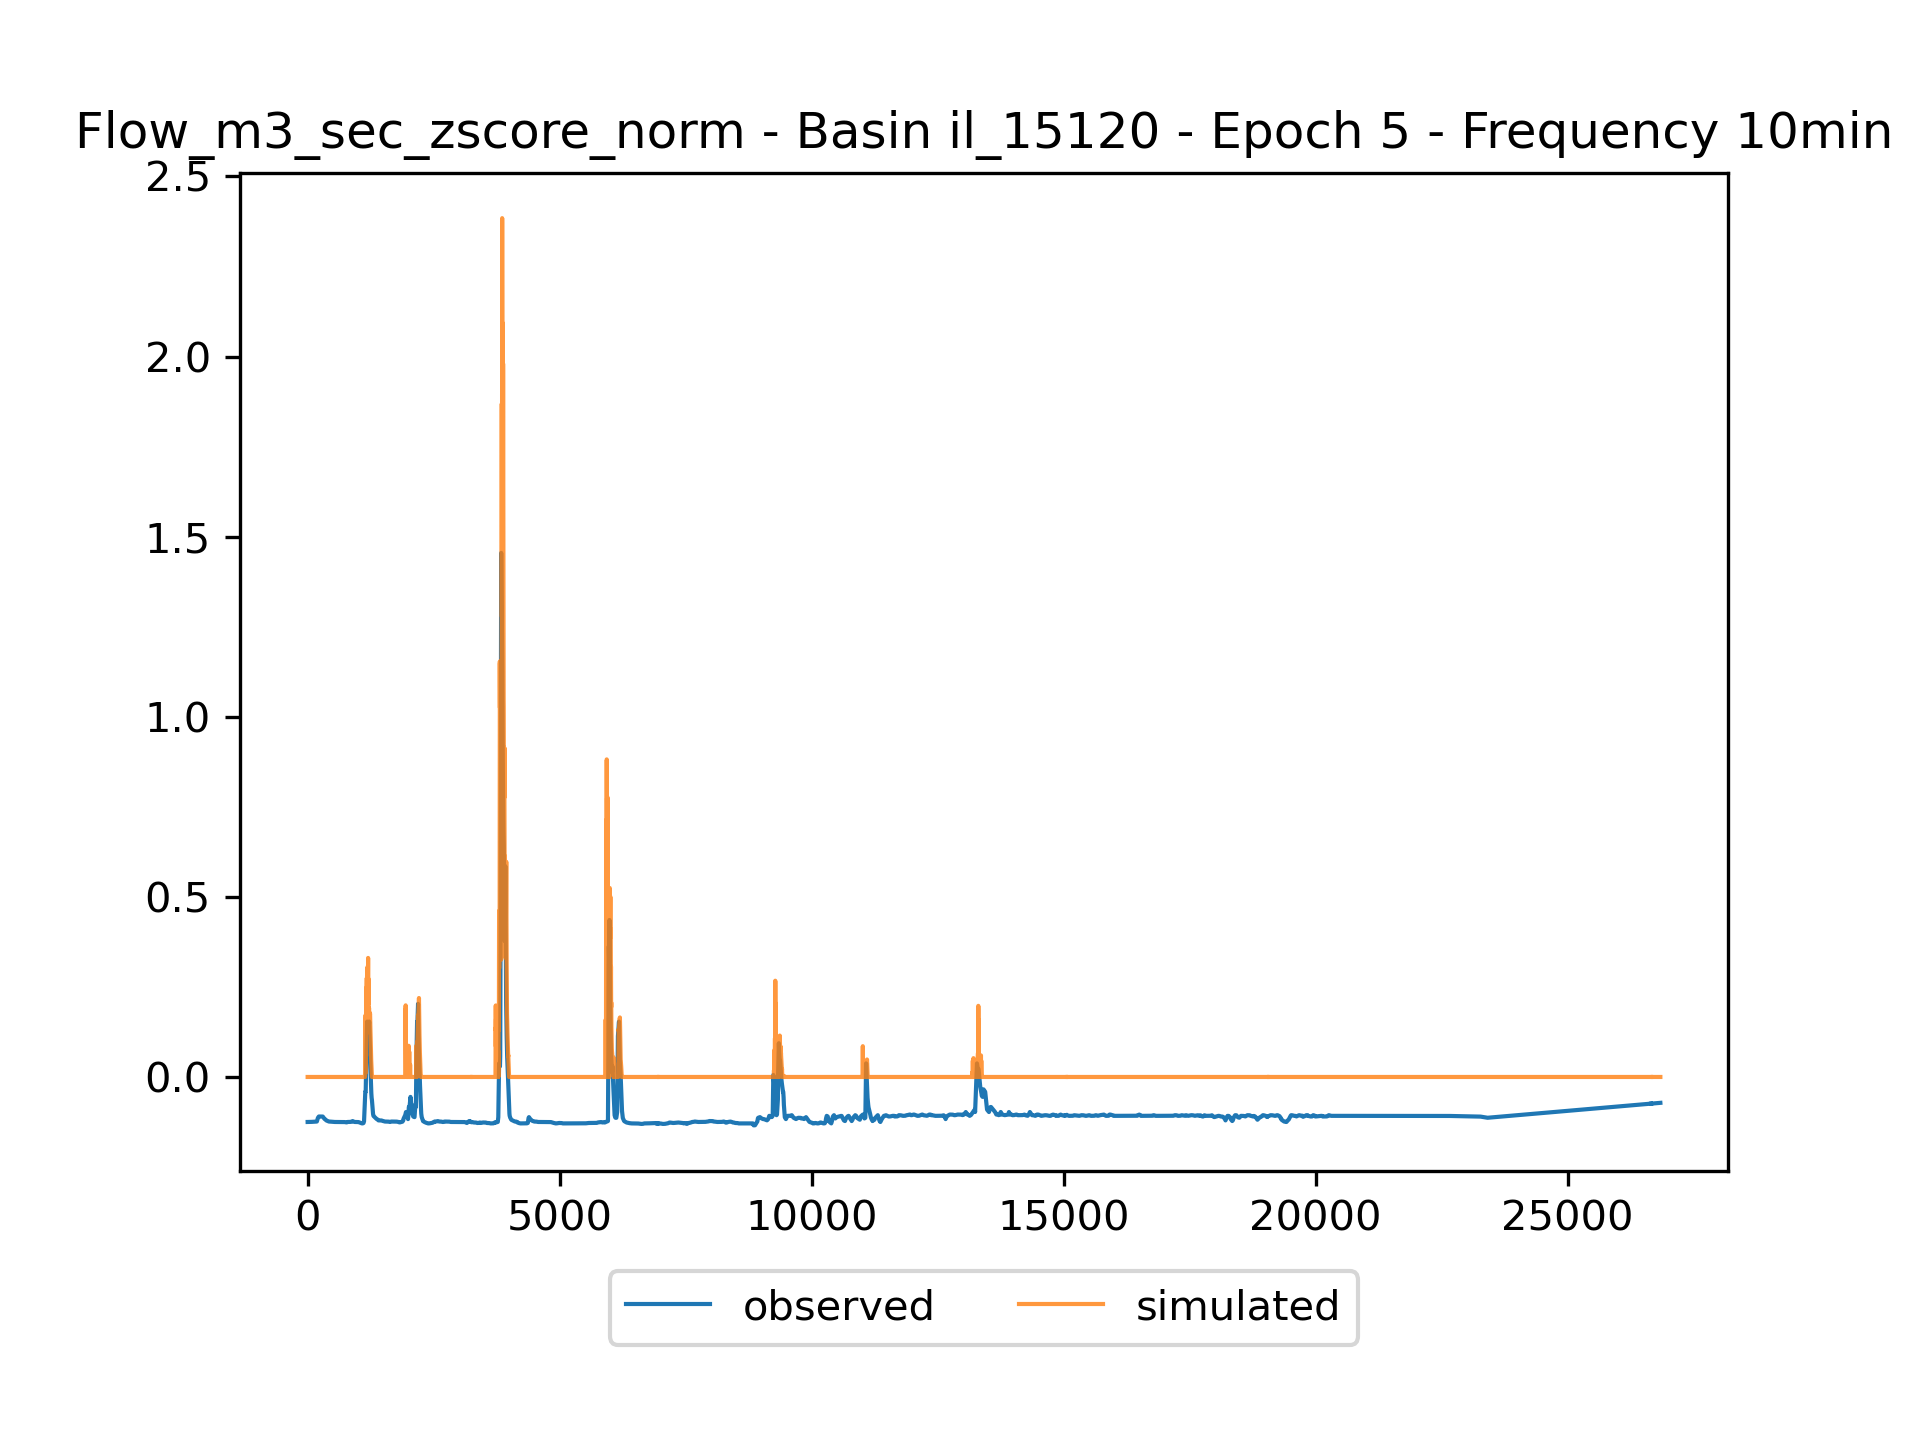 Flow_m3_sec_zscore_norm - Basin il_15120 - Epoch 5 - Frequency 10min
2.5
2.0
1.5
1.0
0.5
0.0
0 5000 10000 15000 20000 25000
observed simulated